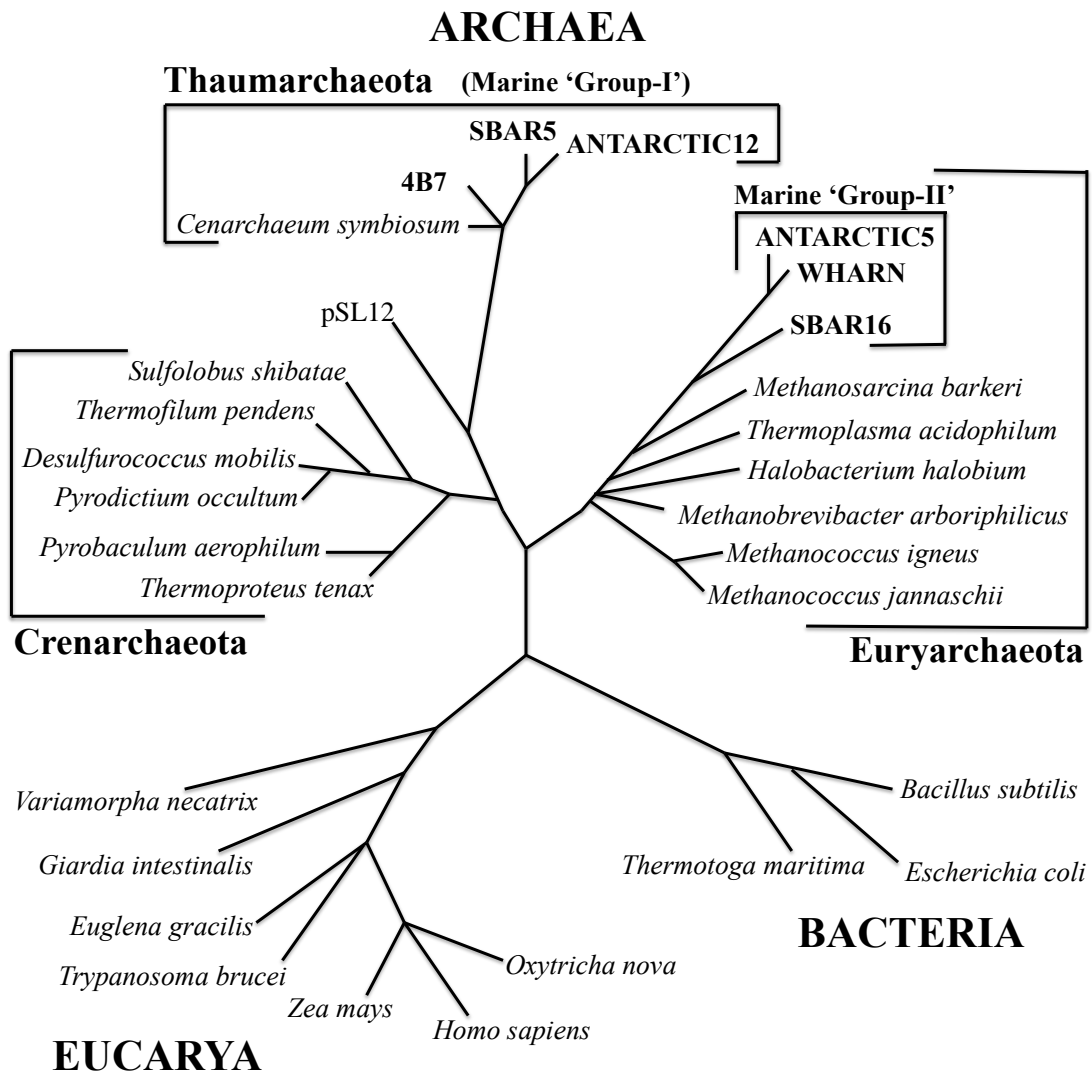 ARCHAEA
Thaumarchaeota (Marine ‘Group-I’)
SBAR5
ANTARCTIC12
4B7
Cenarchaeum symbiosum
Marine ‘Group-II’
ANTARCTIC5
WHARN
SBAR16
pSL12
Sulfolobus shibatae
Thermofilum pendens
Desulfurococcus mobilis
Pyrodictium occultum
Pyrobaculum aerophilum
Thermoproteus tenax
Crenarchaeota
Methanosarcina barkeri
Thermoplasma acidophilum
Halobacterium halobium
Methanobrevibacter arboriphilicus
Methanococcus igneus
Methanococcus jannaschii
Euryarchaeota
Variamorpha necatrix
Giardia intestinalis
Euglena gracilis
Trypanosoma brucei
Zea mays
Homo sapiens
Oxytricha nova
EUCARYA
Bacillus subtilis
Thermotoga maritima
Escherichia coli
BACTERIA